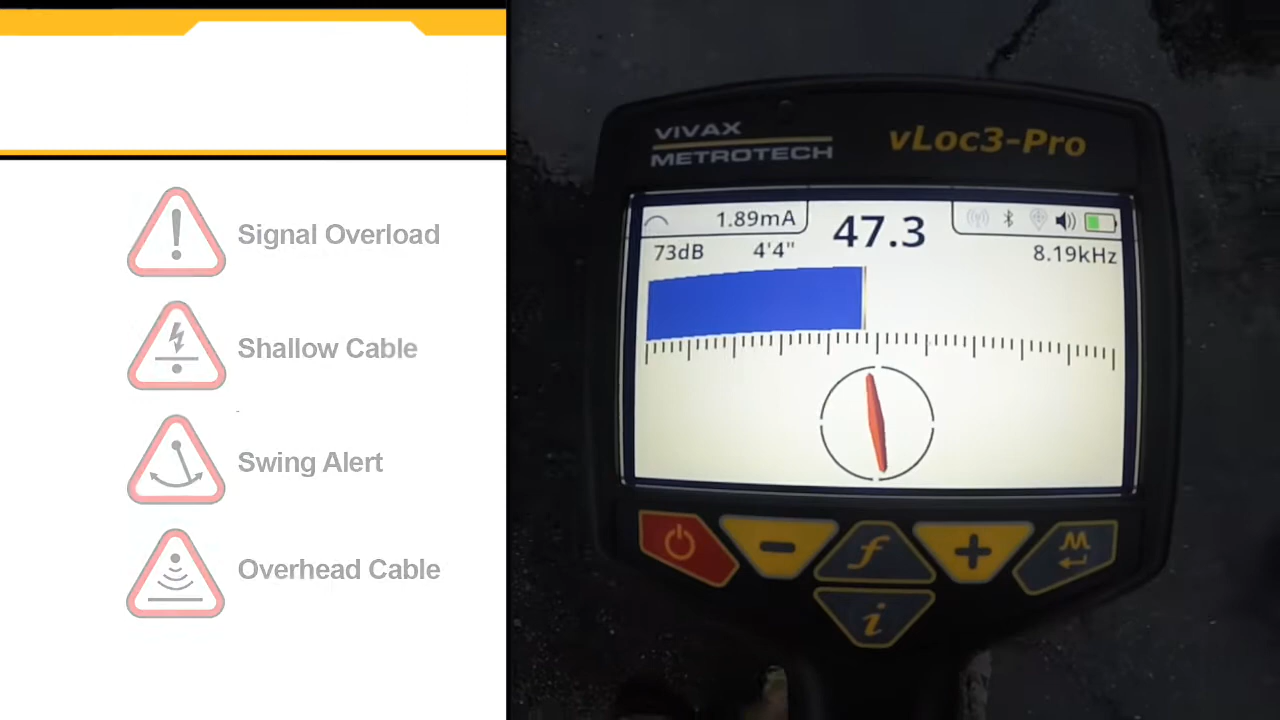 Signal Overload
Shallow Cable
Swing Alert
Overhead Cable
VIVAX
METROTECH
vLoc3-Pro
1.89mA
47.3
73dB
4'4"
8.19kHz
f
i